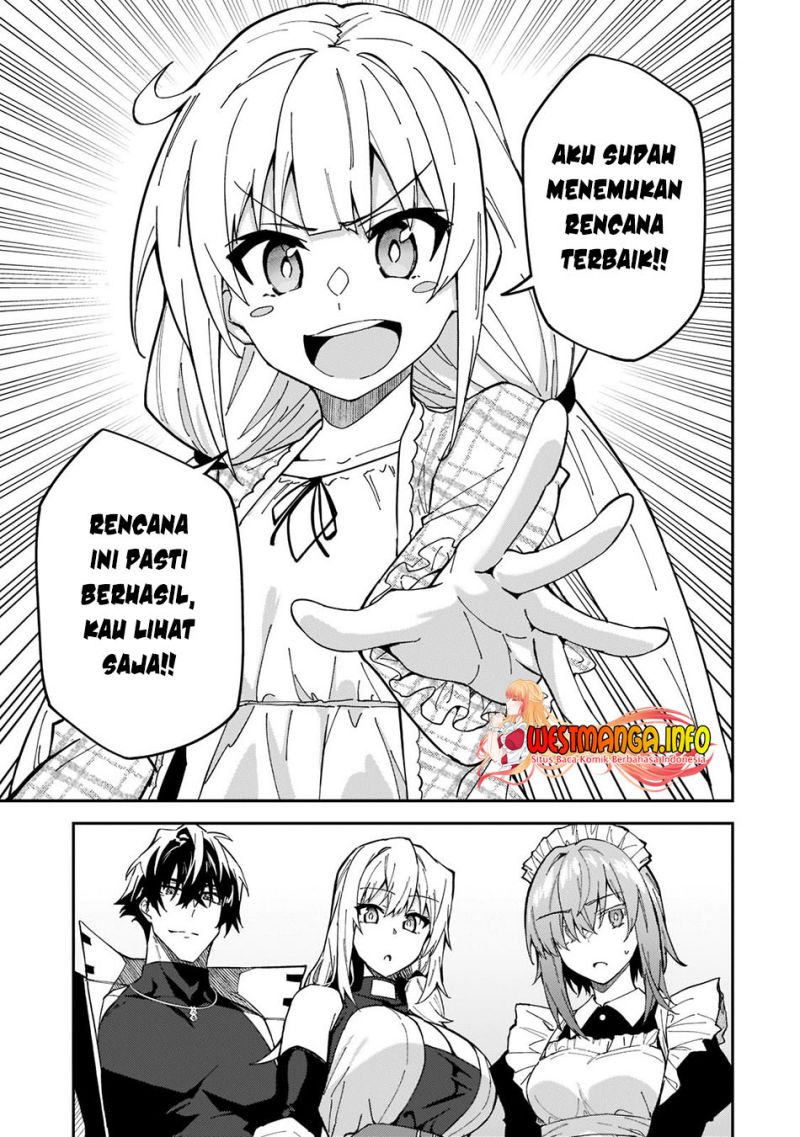 AKU SUDAH
MENEMUKAN
RENCANA
TERBAIK!!
RENCANA
INI PASTI
BERHASIL,
KAU LIHAT
SAJA!!
WESTMANGA.INFO
Situs Baca Komik Berbahasa Indonesia